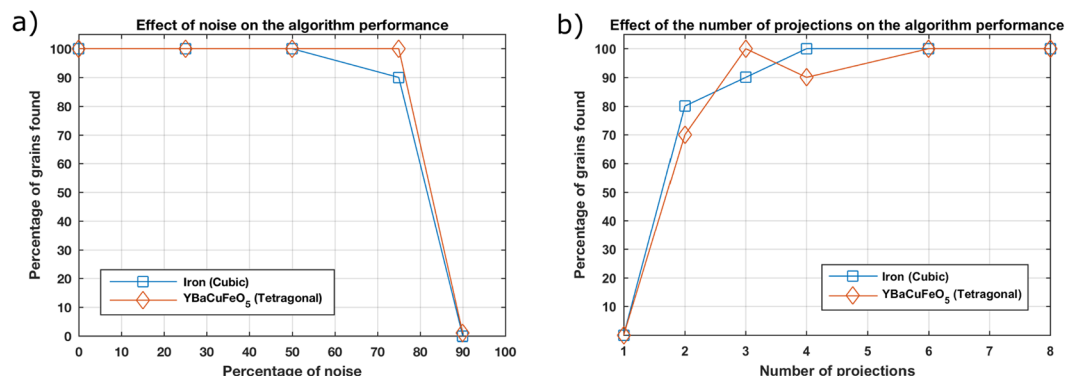 a)
Effect of noise on the algorithm performance
Percentage of grains found
100
90
80
70
60
50
40
30
20
10
0
Iron (Cubic)
YBaCuFeO5 (Tetragonal)
0 10 20 30 40 50 60 70 80 90 100
Percentage of noise
b)
Effect of the number of projections on the algorithm performance
Percentage of grains found
100
90
80
70
60
50
40
30
20
10
0
Iron (Cubic)
YBaCuFeO5 (Tetragonal)
1 2 3 4 5 6 7 8
Number of projections